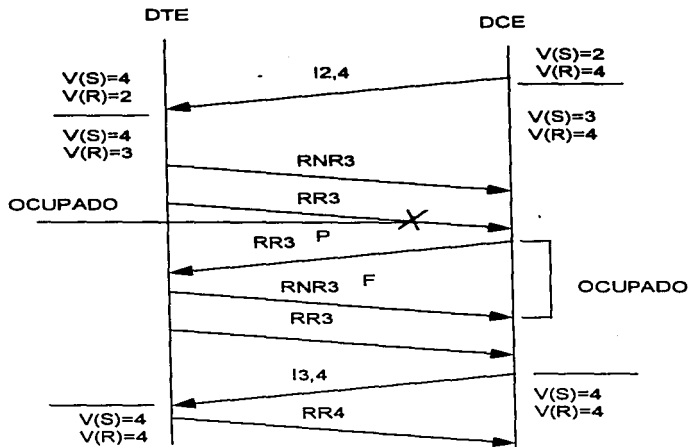 DTE
DCE
V(S)=4
V(R)=2
I2,4
V(S)=2
V(R)=4
V(S)=4
V(R)=3
V(S)=3
V(R)=4
RNR3
RR3
OCUPADO
RR3 P
RNR3 F
OCUPADO
RR3
I3,4
V(S)=4
V(R)=4
RR4
V(S)=4
V(R)=4